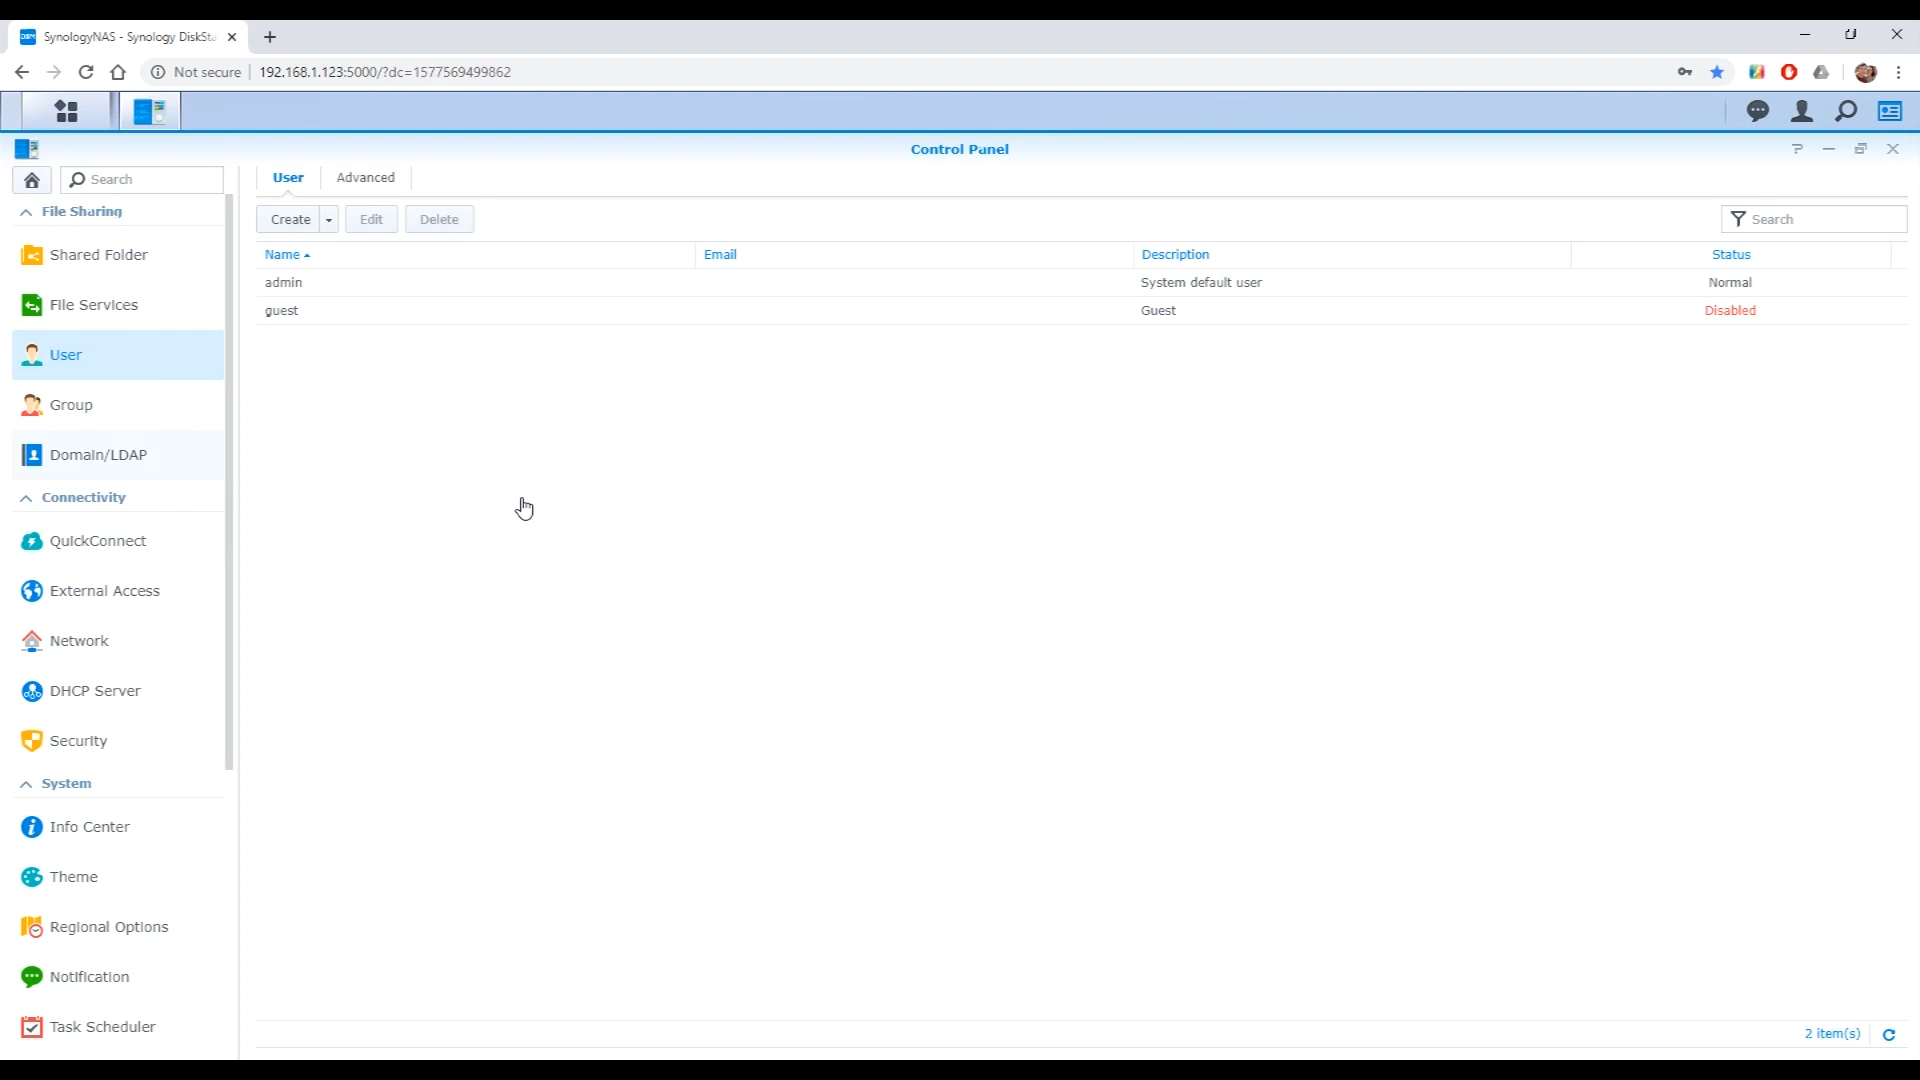 SynologyNAS - Synology DiskSta
Not secure
192.168.1.123:5000/?dc=1577569499862
Control Panel
Search
User
Advanced
File Sharing
Create
Edit
Delete
Search
Name
Email
Description
Status
Shared Folder
admin
System default user
Normal
File Services
guest
Guest
Disabled
User
Group
Domain/LDAP
Connectivity
QuickConnect
External Access
Network
DHCP Server
Security
System
Info Center
Theme
Regional Options
Notification
Task Scheduler
2 item(s)